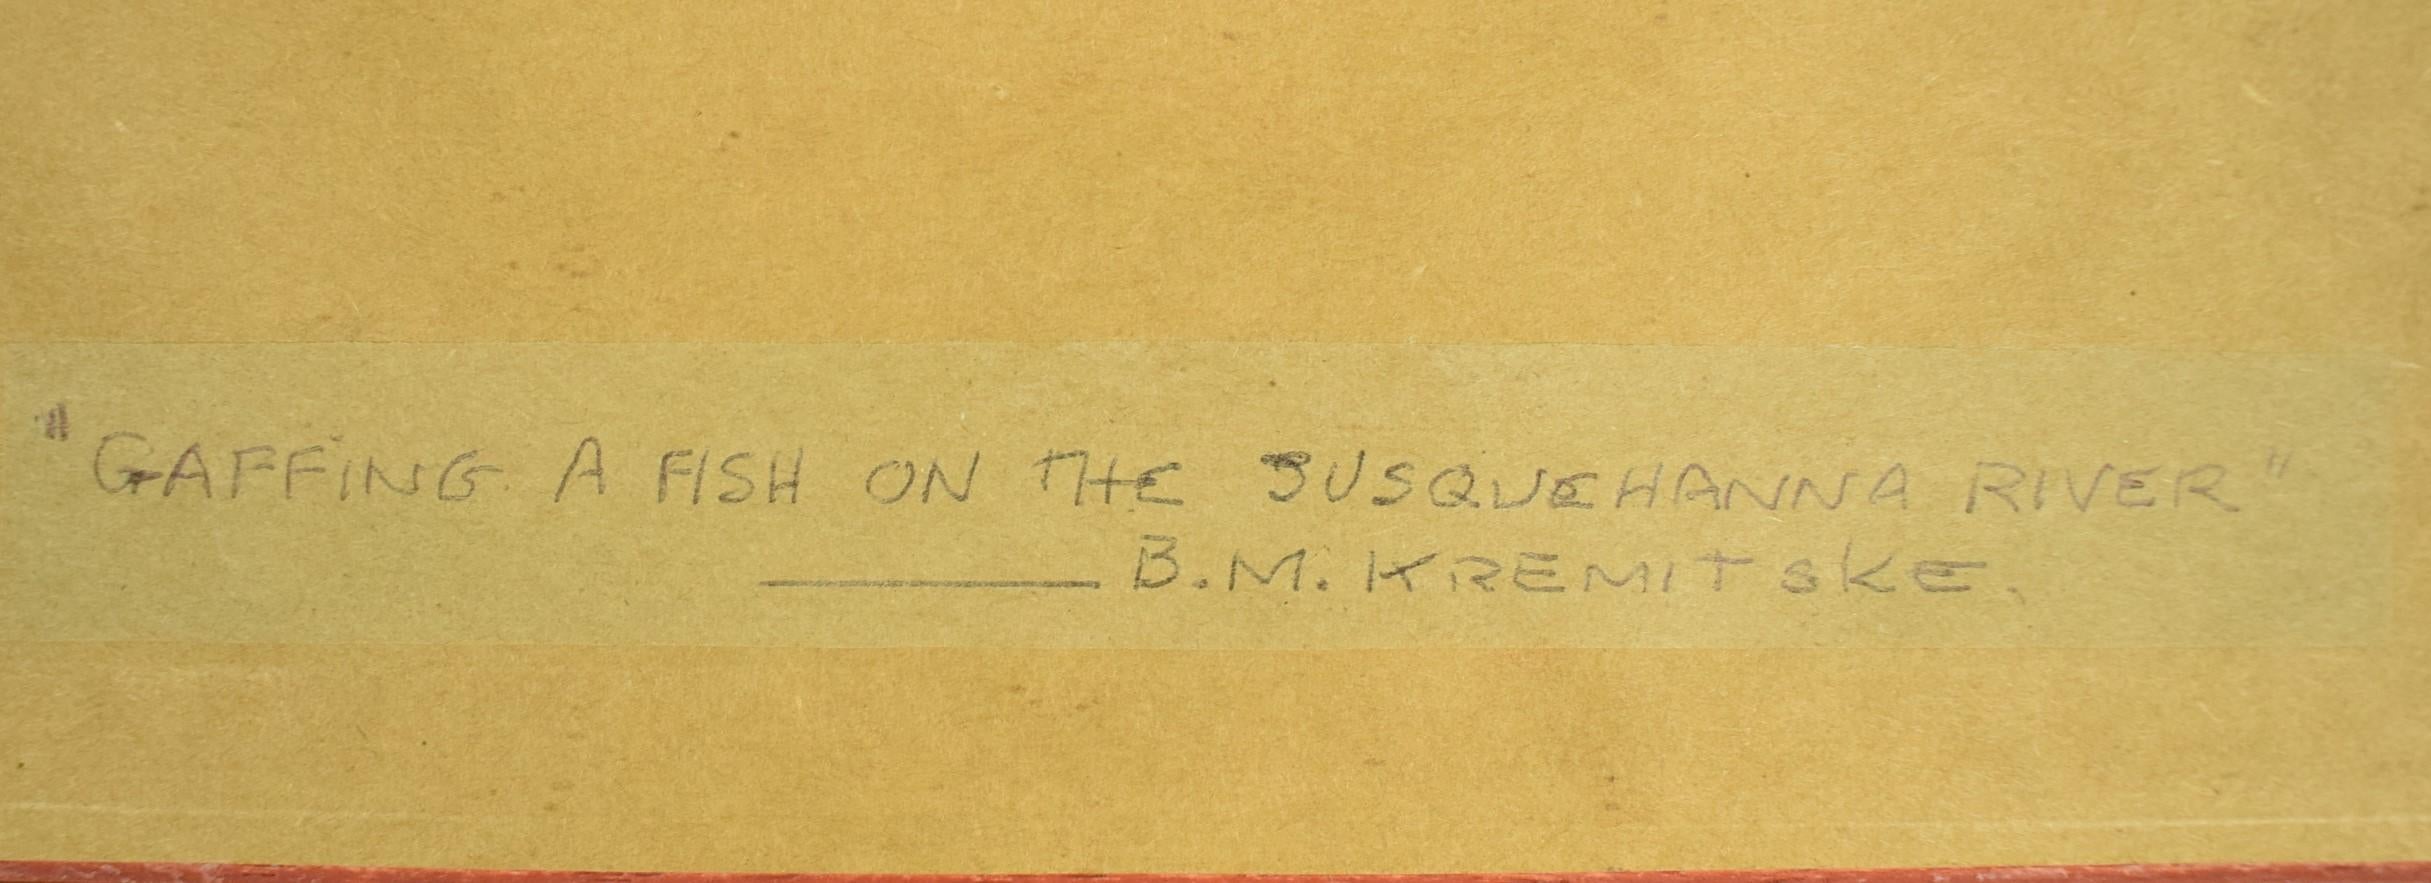 "GAFFiNG A FISH ON THE SUSQUEHANNA RIVER"
——— B.M. KREMITSKE.